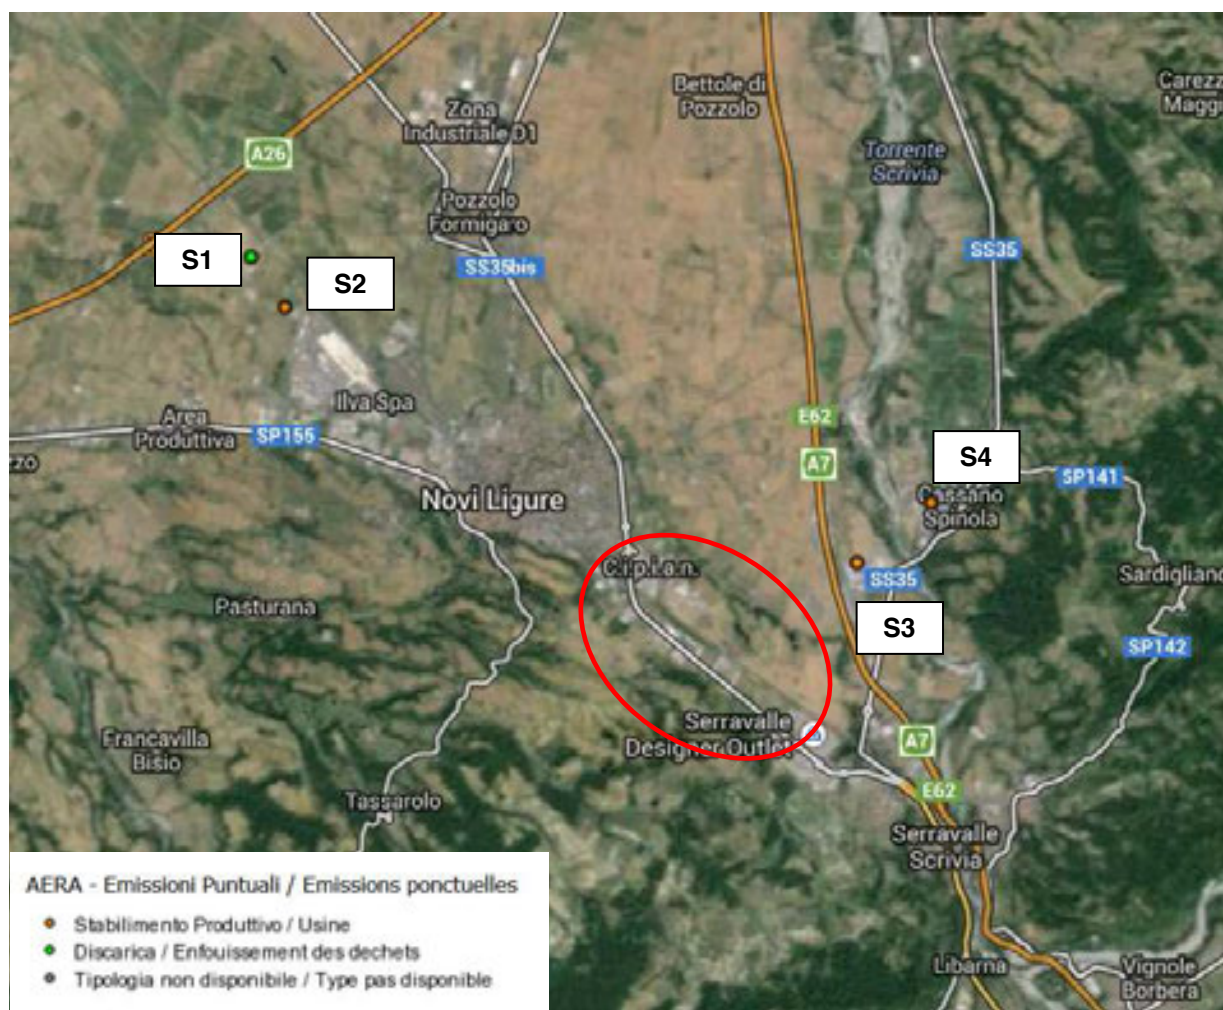 Zona
Industriale D1
Bettole di
Pozzolo
Carezz
Magg
A26
Torrente
Scrivia
Pozzolo
Formigaro
SS35
S1
SS35bis
S2
Ilva Spa
Area
Produttiva
SP155
E62
A7
S4
zo
Novi Ligure
Cassano
Spinola
SP141
C.i.p.i.a.n.
SS35
Sardigliano
Pasturana
S3
SP142
Serravalle
Designer Outlet
Francavilla
Bisio
A7
Tassarolo
E62
Serravalle
Scrivia
AERA - Emissioni Puntuali / Emissions ponctuelles
Stabilimento Produttivo / Usine
Discarica / Enfouissement des dechets
Tipologia non disponibile / Type pas disponible
Libarna
Vignole
Borbera